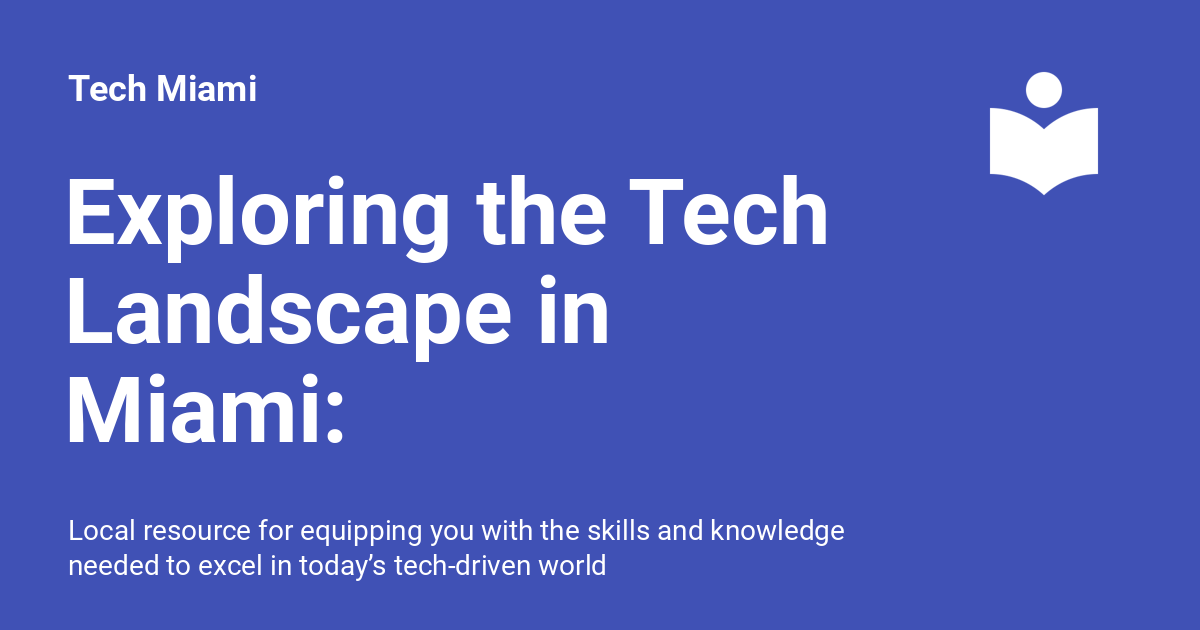 Tech Miami
Exploring the Tech
Landscape in
Miami:
Local resource for equipping you with the skills and knowledge
needed to excel in today’s tech-driven world